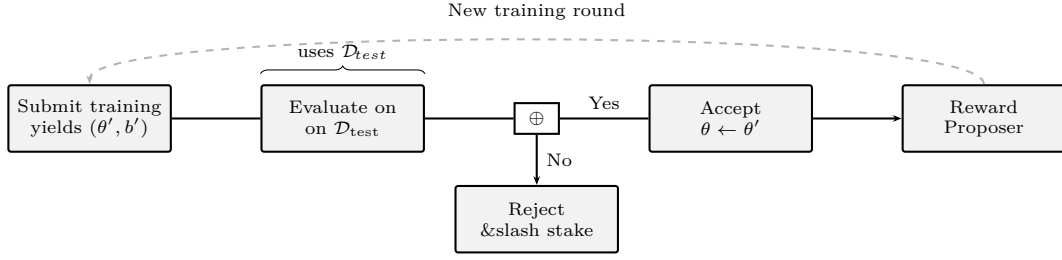 New training round
uses 𝒟_test
Submit training
yields (θ′, b′)
Evaluate on
on 𝒟_test
⊕
Yes
Accept
θ ← θ′
Reward
Proposer
No
Reject
&slash stake